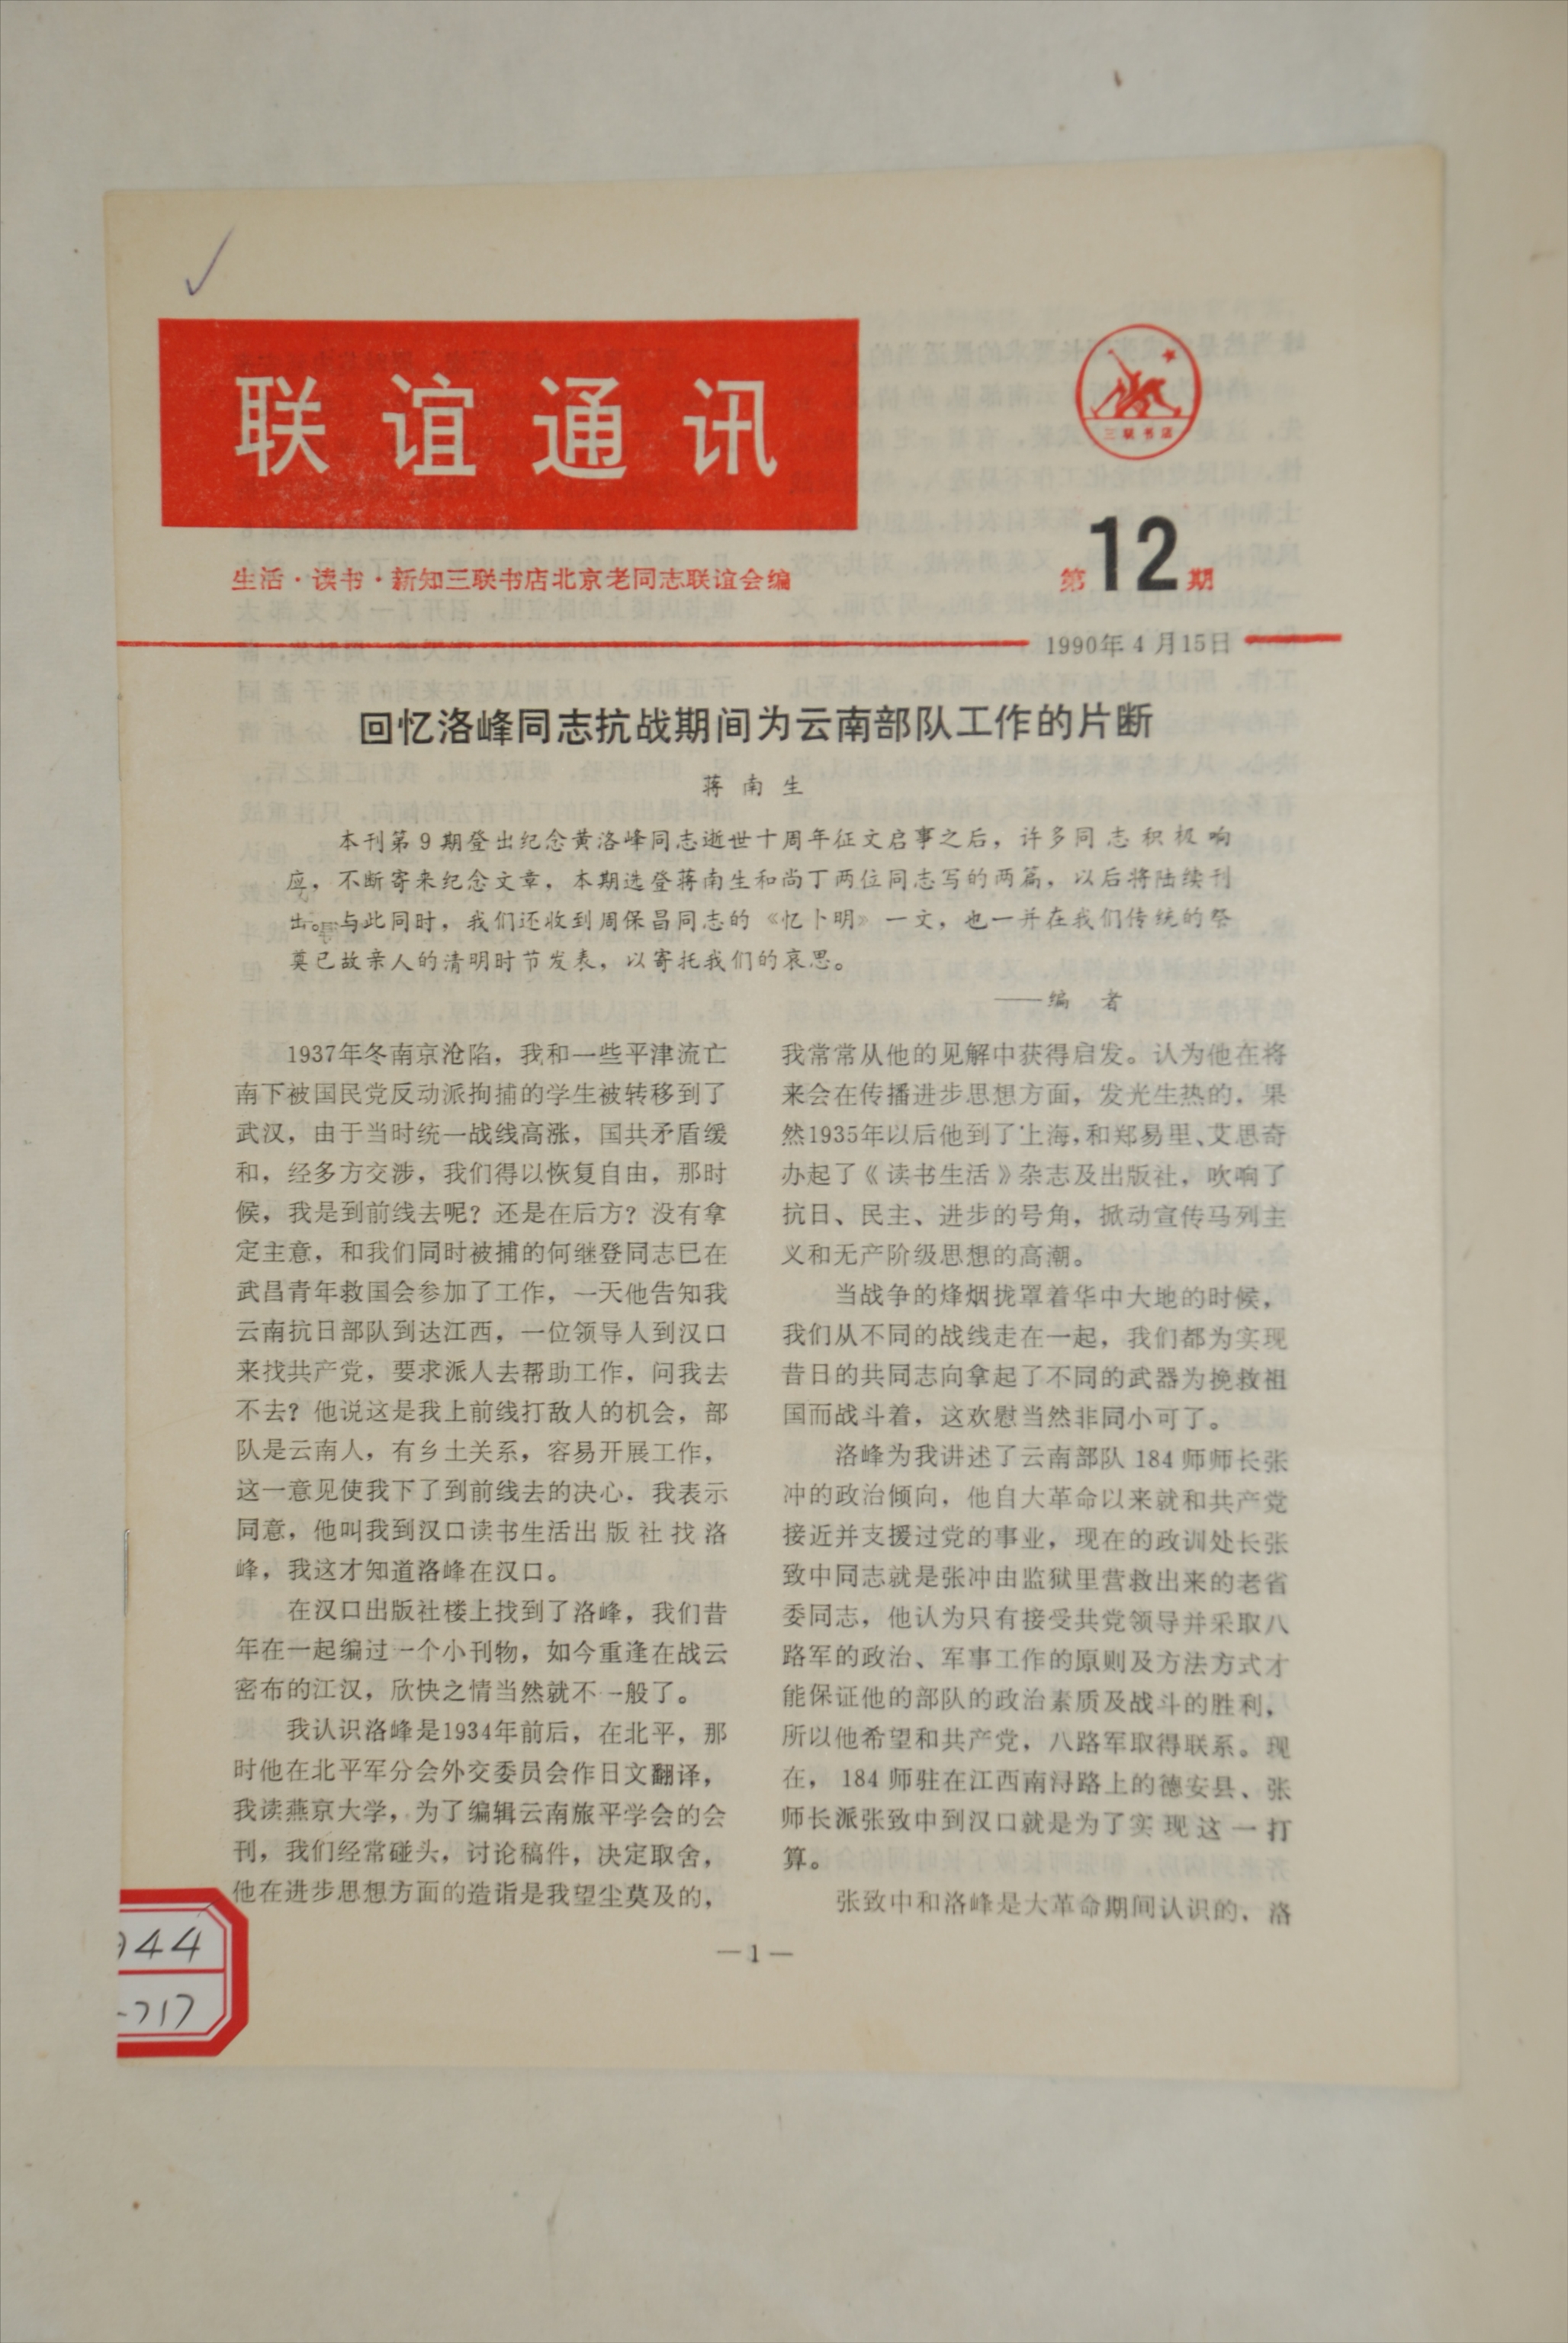 联谊通讯
三联书店
生活·读书·新知三联书店北京老同志联谊会编
第12期
1990年4月15日
回忆洛峰同志抗战期间为云南部队工作的片断
蒋南生
本刊第9期登出纪念黄洛峰同志逝世十周年征文启事之后，许多同志积极响
应，不断寄来纪念文章，本期选登蒋南生和尚丁两位同志写的两篇，以后将陆续刊
出。与此同时，我们还收到周保昌同志的《忆卜明》一文，也一并在我们传统的祭
奠已故亲人的清明时节发表，以寄托我们的哀思。
——编者
1937年冬南京沦陷，我和一些平津流亡
南下被国民党反动派拘捕的学生被转移到了
武汉，由于当时统一战线高涨，国共矛盾缓
和，经多方交涉，我们得以恢复自由，那时
候，我是到前线去呢？还是在后方？没有拿
定主意，和我们同时被捕的何继登同志已在
武昌青年救国会参加了工作，一天他告知我
云南抗日部队到达江西，一位领导人到汉口
来找共产党，要求派人去帮助工作，问我去
不去？他说这是我上前线打敌人的机会，部
队是云南人，有乡土关系，容易开展工作，
这一意见使我下了到前线去的决心．我表示
同意，他叫我到汉口读书生活出版社找洛
峰，我这才知道洛峰在汉口。
在汉口出版社楼上找到了洛峰，我们昔
年在一起编过一个小刊物，如今重逢在战云
密布的江汉，欣快之情当然就不一般了。
我认识洛峰是1934年前后，在北平，那
时他在北平军分会外交委员会作日文翻译，
我读燕京大学，为了编辑云南旅平学会的会
刊，我们经常碰头，讨论稿件，决定取舍，
他在进步思想方面的造诣是我望尘莫及的，
我常常从他的见解中获得启发。认为他在将
来会在传播进步思想方面，发光生热的．果
然1935年以后他到了上海，和郑易里、艾思奇
办起了《读书生活》杂志及出版社，吹响了
抗日、民主、进步的号角，掀动宣传马列主
义和无产阶级思想的高潮。
当战争的烽烟拢罩着华中大地的时候，
我们从不同的战线走在一起，我们都为实现
昔日的共同志向拿起了不同的武器为挽救祖
国而战斗着，这欢慰当然非同小可了。
洛峰为我讲述了云南部队184师师长张
冲的政治倾向，他自大革命以来就和共产党
接近并支援过党的事业，现在的政训处长张
致中同志就是张冲由监狱里营救出来的老省
委同志，他认为只有接受共党领导并采取八
路军的政治、军事工作的原则及方法方式才
能保证他的部队的政治素质及战斗的胜利，
所以他希望和共产党，八路军取得联系。现
在，184师驻在江西南浔路上的德安县、张
师长派张致中到汉口就是为了实现这一打
算。
张致中和洛峰是大革命期间认识的．洛
—1—
944
-717